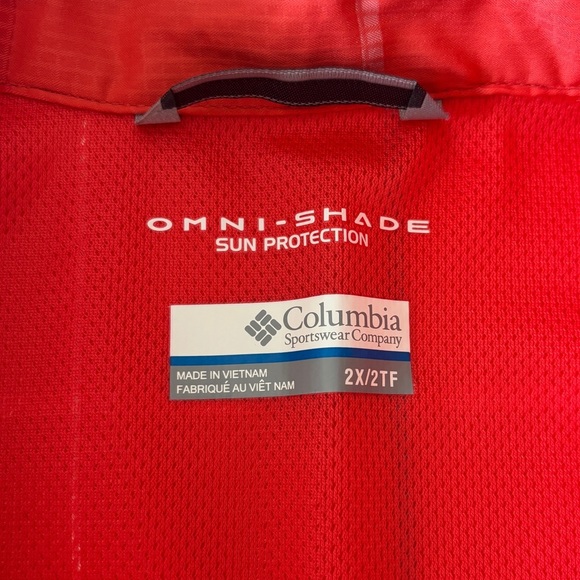 OMNI-SHADE
SUN PROTECTION
Columbia
Sportswear Company
MADE IN VIETNAM
FABRIQUÉ AU VIÊT NAM
2X/2TF